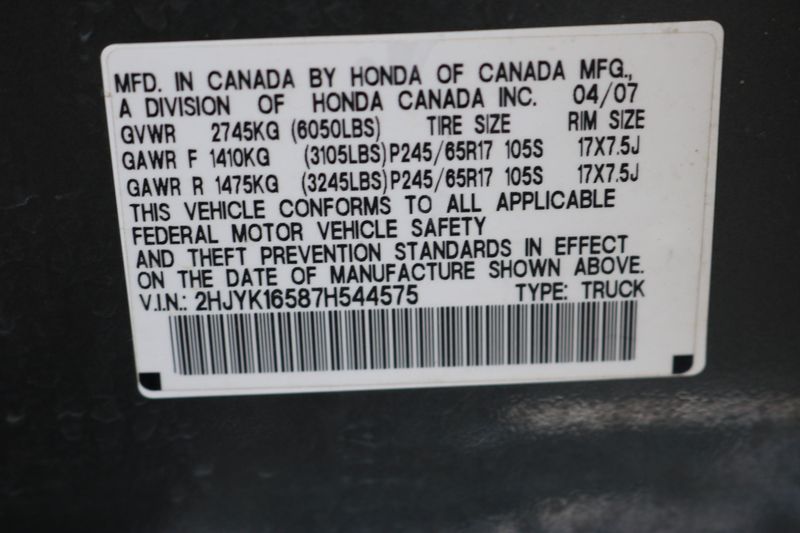 MFD. IN CANADA BY HONDA OF CANADA MFG.,
A DIVISION OF HONDA CANADA INC. 04/07
GVWR 2745KG (6050LBS) TIRE SIZE RIM SIZE
GAWR F 1410KG (3105LBS) P245/65R17 105S 17X7.5J
GAWR R 1475KG (3245LBS) P245/65R17 105S 17X7.5J
THIS VEHICLE CONFORMS TO ALL APPLICABLE
FEDERAL MOTOR VEHICLE SAFETY
AND THEFT PREVENTION STANDARDS IN EFFECT
ON THE DATE OF MANUFACTURE SHOWN ABOVE.
V.I.N.: 2HJYK16587H544575 TYPE: TRUCK